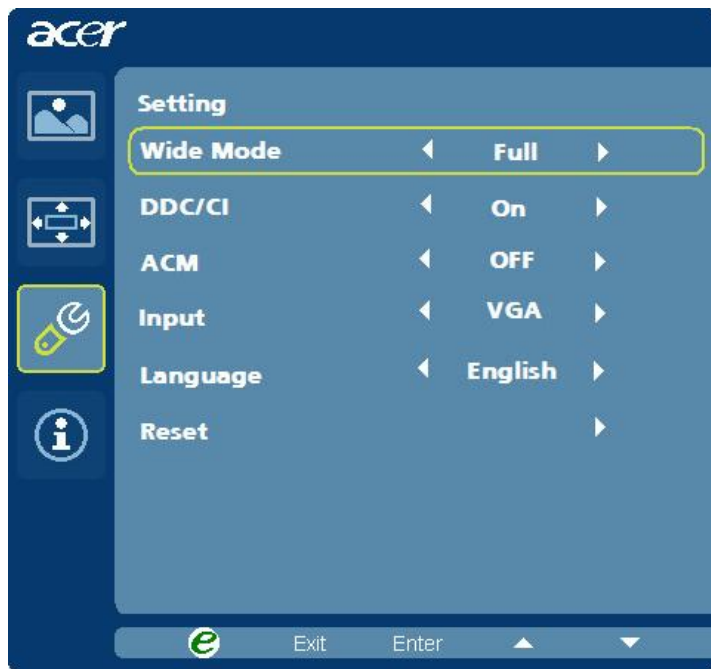 acer
Setting
Wide Mode Full
DDC/CI On
ACM OFF
Input VGA
Language English
Reset
e Exit Enter